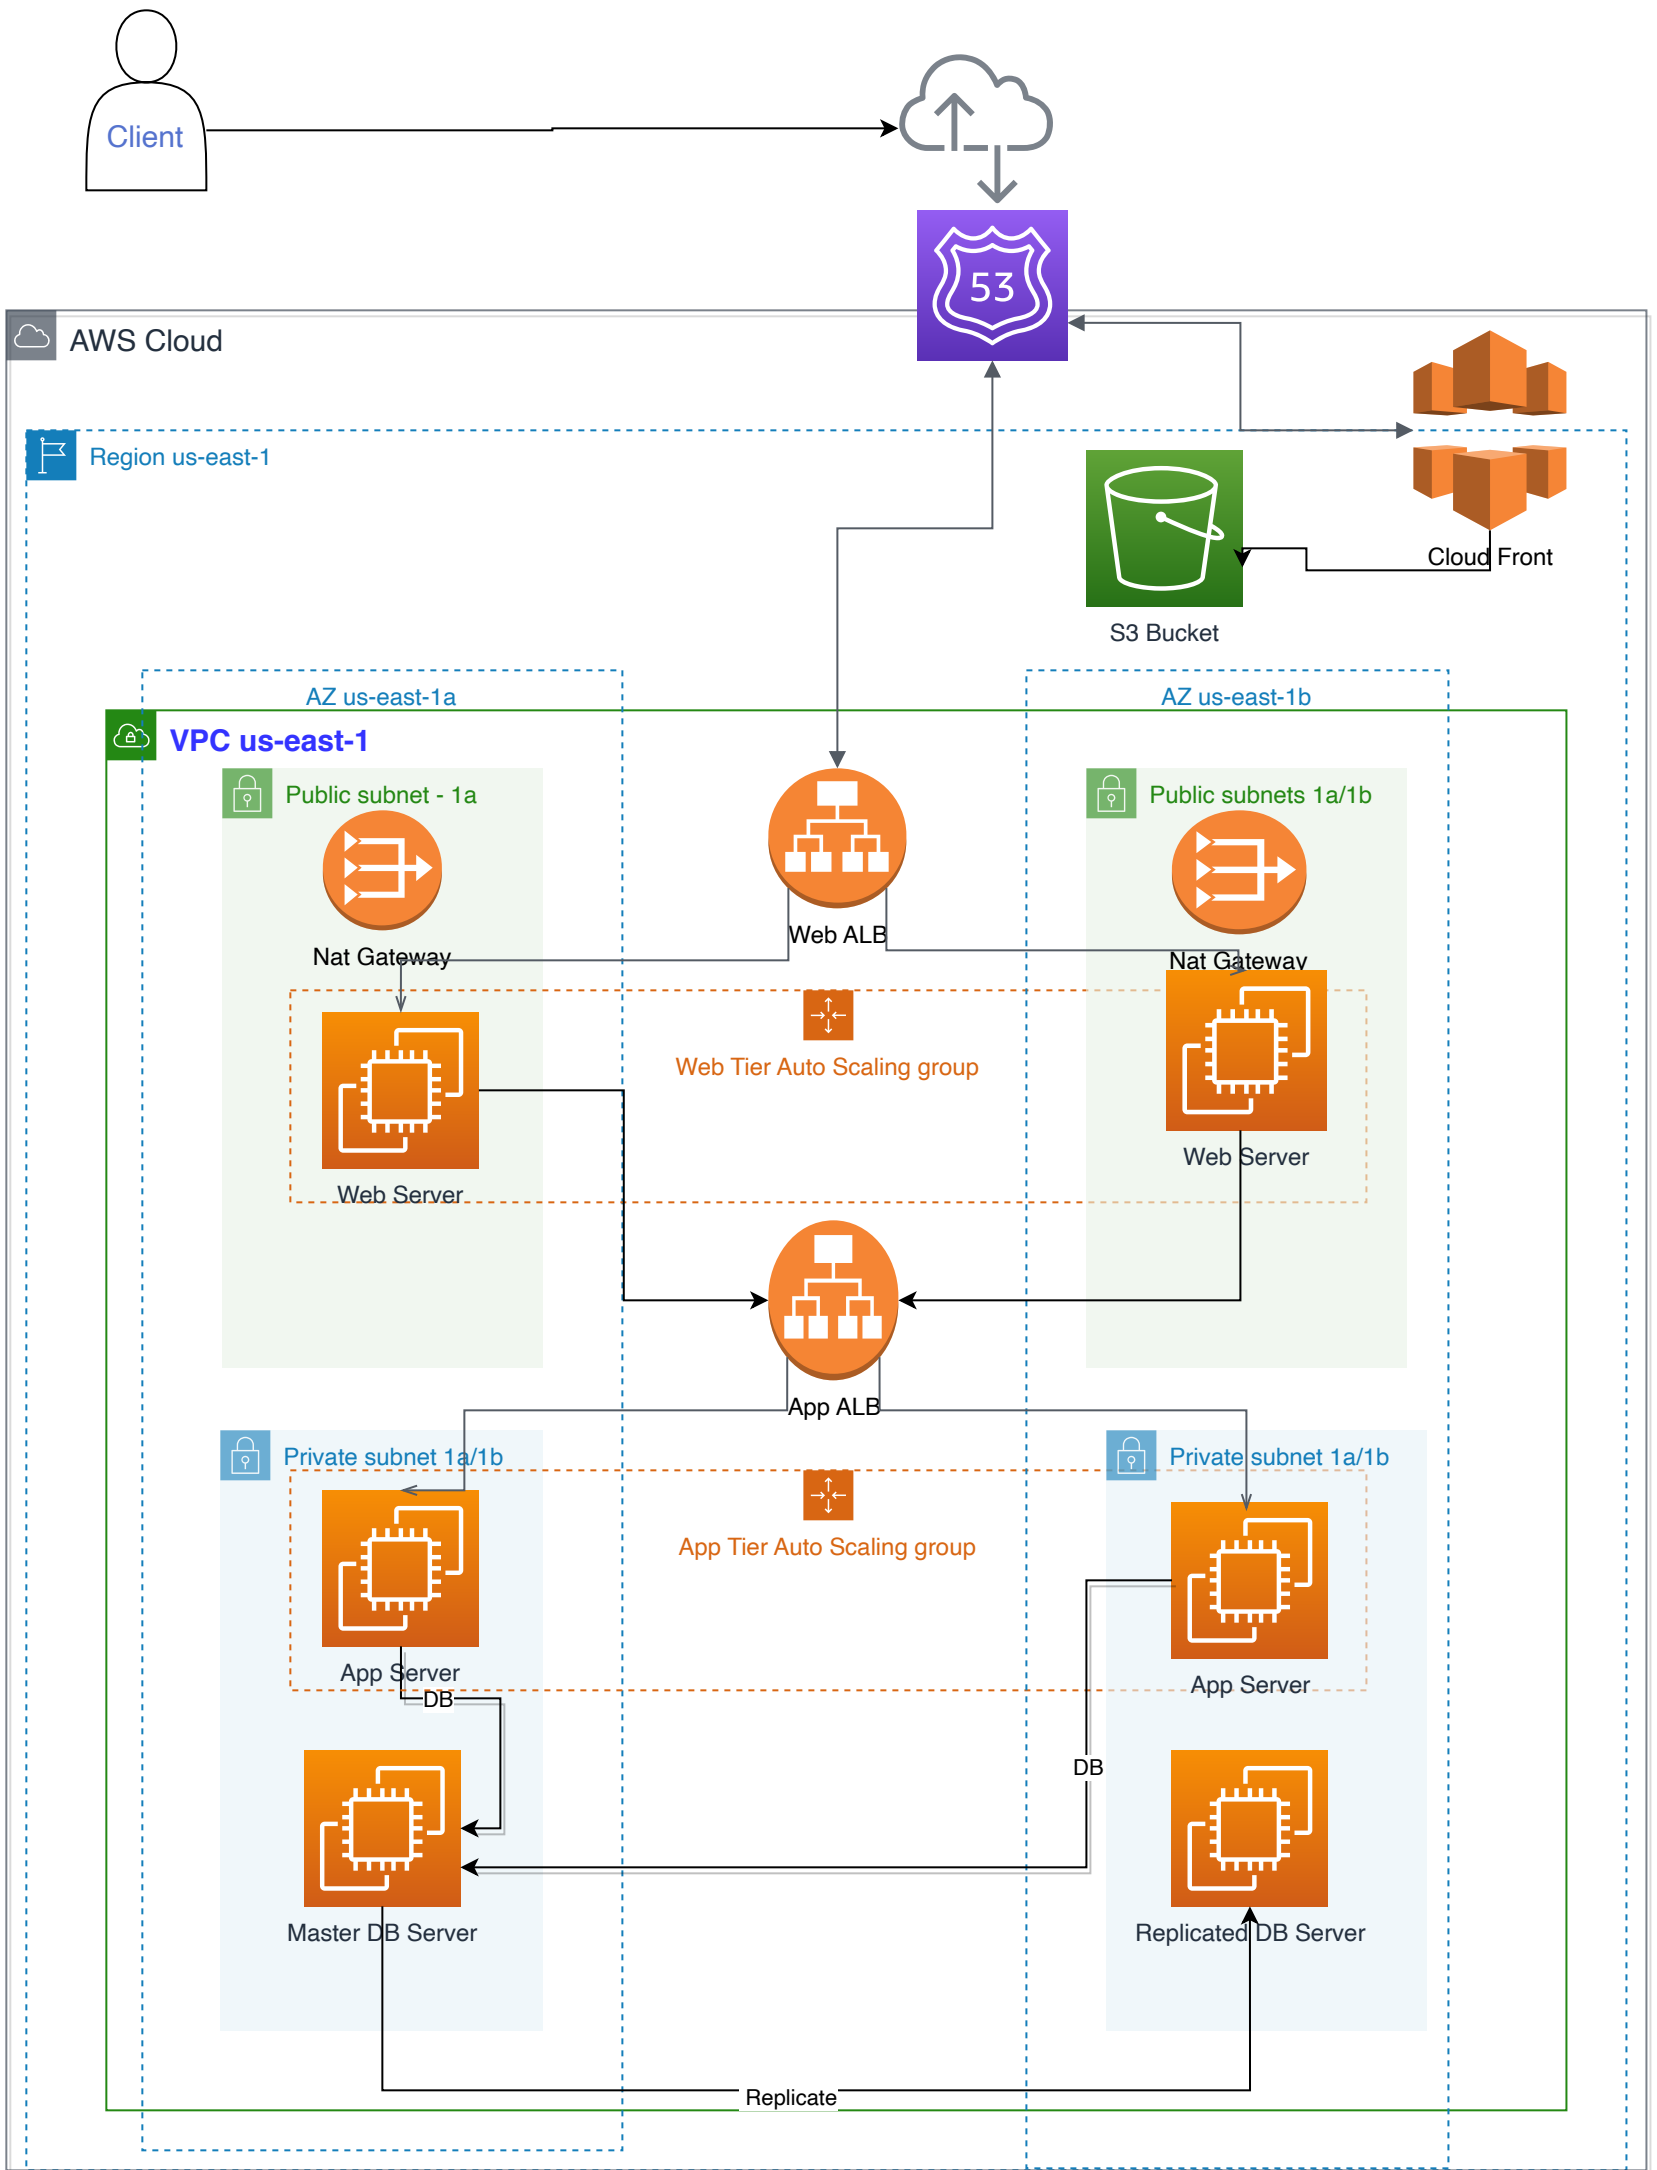 Client
53
AWS Cloud
Region us-east-1
Cloud Front
S3 Bucket
AZ us-east-1a
AZ us-east-1b
VPC us-east-1
Public subnet - 1a
Public subnets 1a/1b
Web ALB
Nat Gateway
Nat Gateway
Web Tier Auto Scaling group
Web Server
Web Server
App ALB
Private subnet 1a/1b
Private subnet 1a/1b
App Tier Auto Scaling group
App Server
App Server
DB
DB
Master DB Server
Replicated DB Server
Replicate